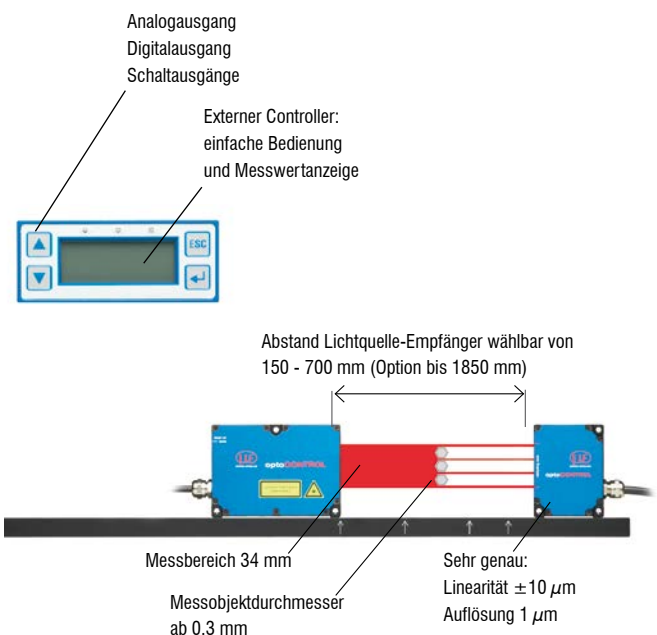 Analogausgang
Digitalausgang
Schaltausgänge
Externer Controller:
einfache Bedienung
und Messwertanzeige
ESC
Abstand Lichtquelle-Empfänger wählbar von
150 - 700 mm (Option bis 1850 mm)
optoCONTROL
optoCONTROL
Messbereich 34 mm
Messobjektdurchmesser
ab 0.3 mm
Sehr genau:
Linearität ±10 µm
Auflösung 1 µm